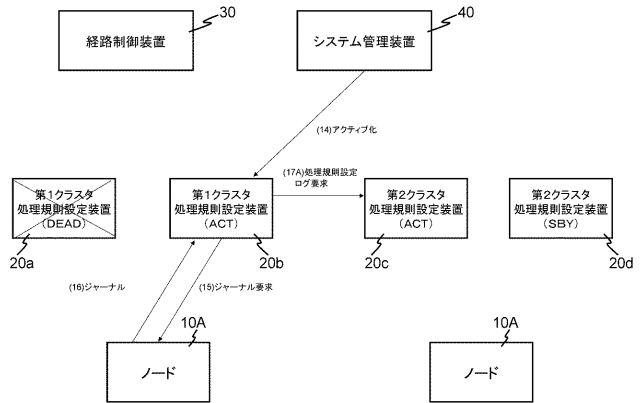 30
経路制御装置
40
システム管理装置
(14)アクティブ化
(17A)処理規則設定
ログ要求
第1クラスタ
処理規則設定装置
(DEAD)
20a
第1クラスタ
処理規則設定装置
(ACT)
20b
第2クラスタ
処理規則設定装置
(ACT)
20c
第2クラスタ
処理規則設定装置
(SBY)
20d
(16)ジャーナル
(15)ジャーナル要求
10A
ノード
10A
ノード